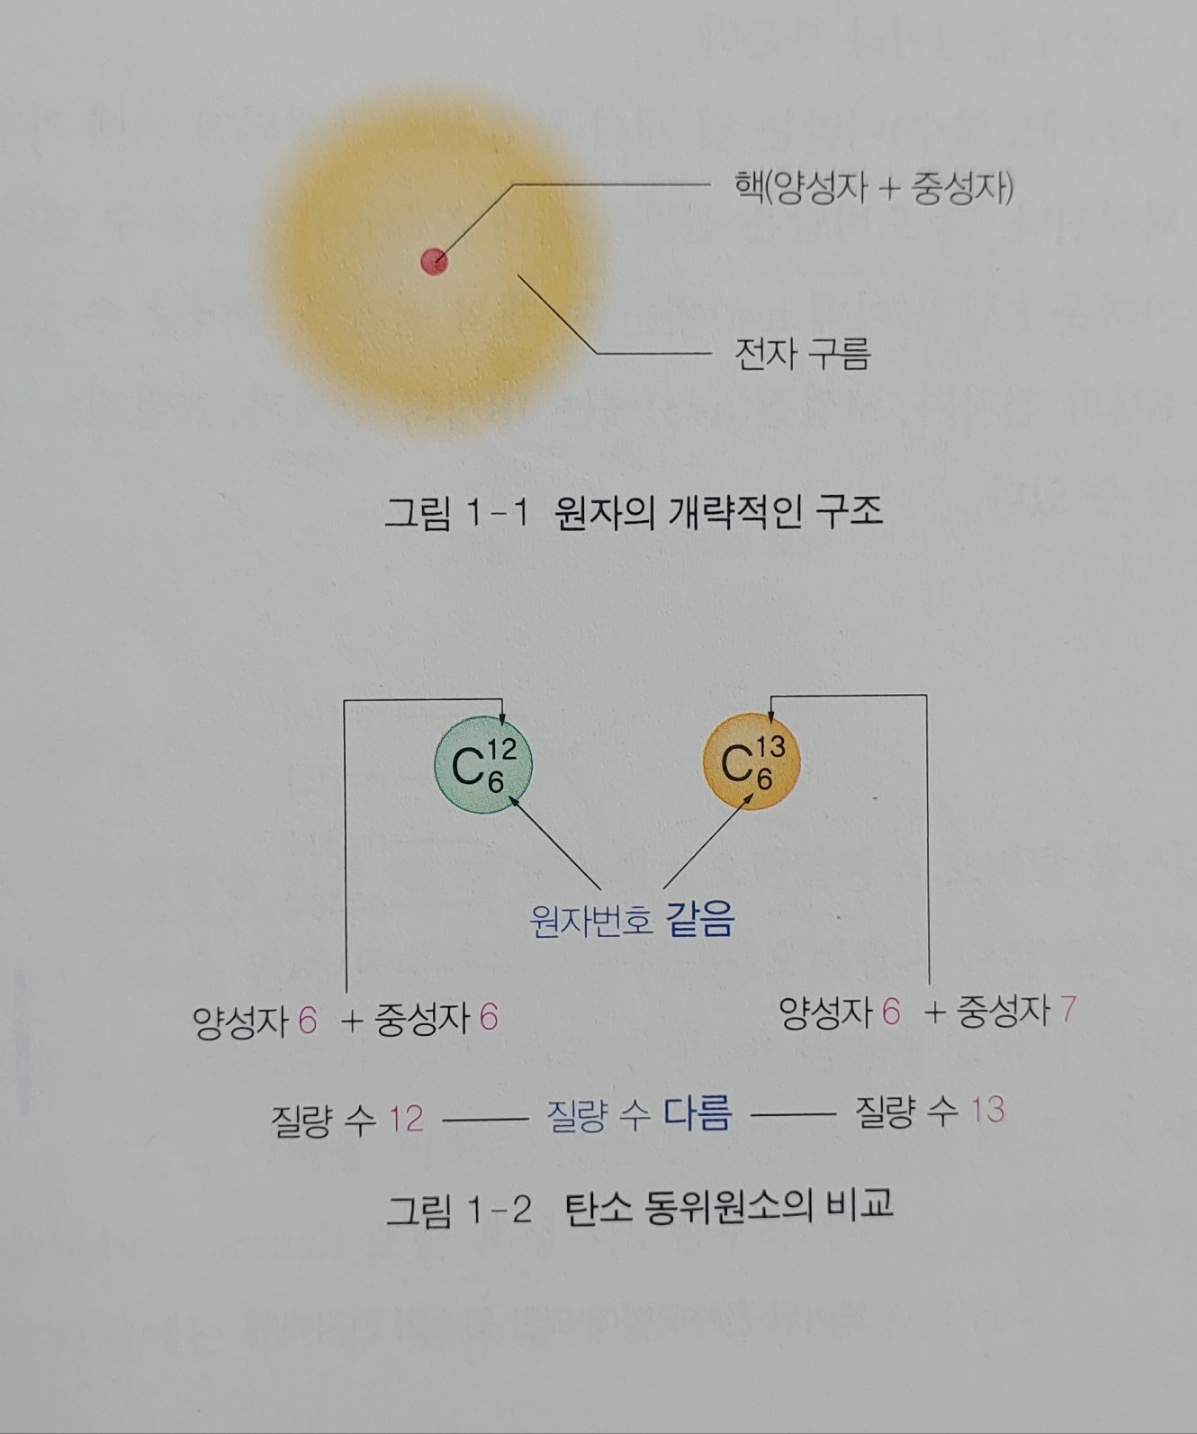 핵(양성자 + 중성자)
전자 구름
그림 1-1 원자의 개략적인 구조
C 12 6
C 13 6
원자번호 같음
양성자 6 + 중성자 6
양성자 6 + 중성자 7
질량 수 12 — 질량 수 다름 — 질량 수 13
그림 1-2 탄소 동위원소의 비교